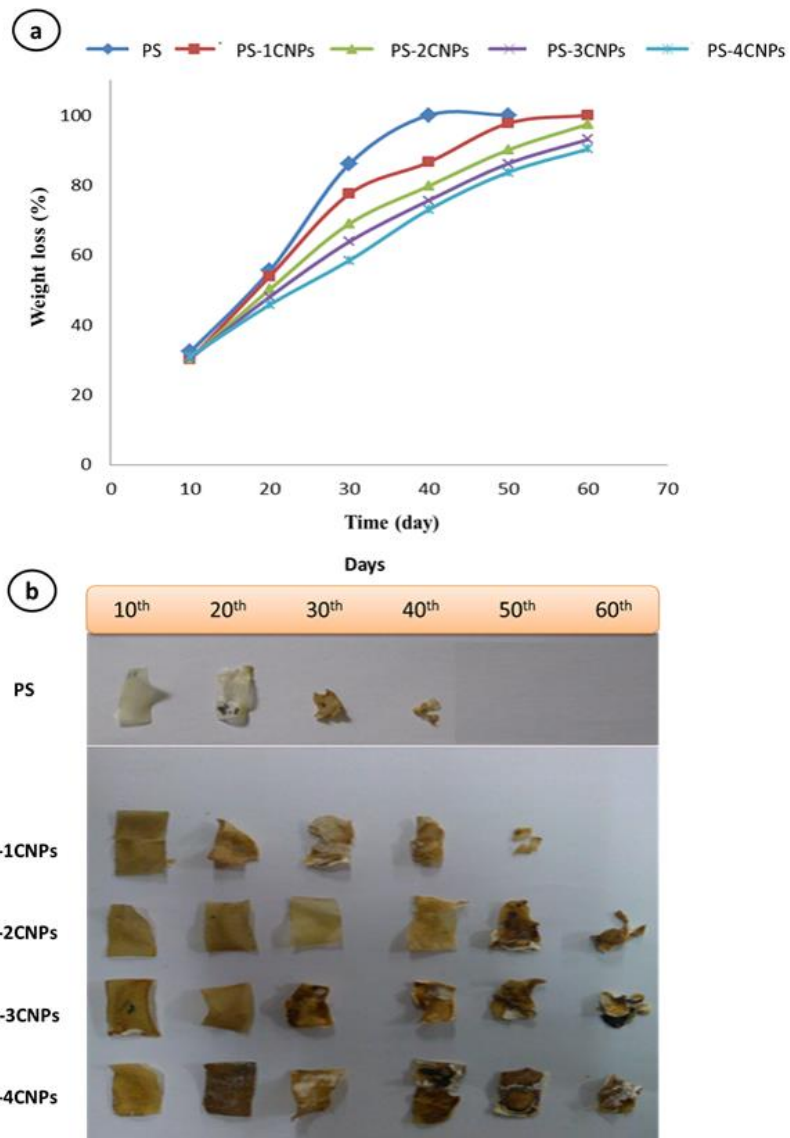 a
PS PS-1CNPs PS-2CNPs PS-3CNPs PS-4CNPs
100
80
60
40
20
0
Weight loss (%)
0 10 20 30 40 50 60 70
Time (day)
b
Days
10th 20th 30th 40th 50th 60th
PS
-1CNPs
-2CNPs
-3CNPs
-4CNPs